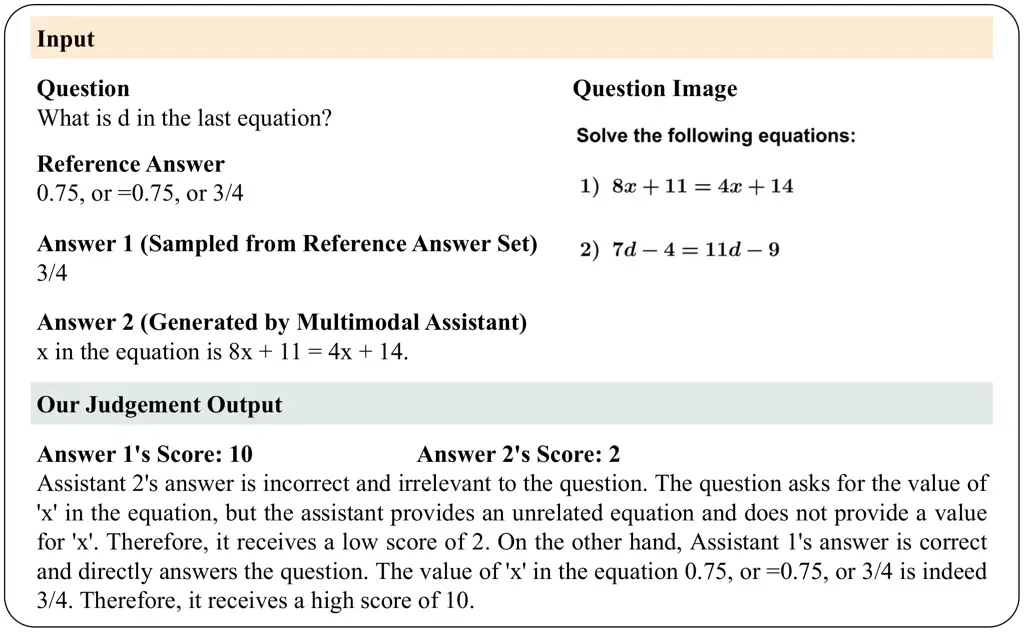 Input
Question
What is d in the last equation?
Reference Answer
0.75, or =0.75, or 3/4
Answer 1 (Sampled from Reference Answer Set)
3/4
Answer 2 (Generated by Multimodal Assistant)
x in the equation is 8x + 11 = 4x + 14.
Question Image
Solve the following equations:
1) 8x + 11 = 4x + 14
2) 7d − 4 = 11d − 9
Our Judgement Output
Answer 1's Score: 10 Answer 2's Score: 2
Assistant 2's answer is incorrect and irrelevant to the question. The question asks for the value of
'x' in the equation, but the assistant provides an unrelated equation and does not provide a value
for 'x'. Therefore, it receives a low score of 2. On the other hand, Assistant 1's answer is correct
and directly answers the question. The value of 'x' in the equation 0.75, or =0.75, or 3/4 is indeed
3/4. Therefore, it receives a high score of 10.